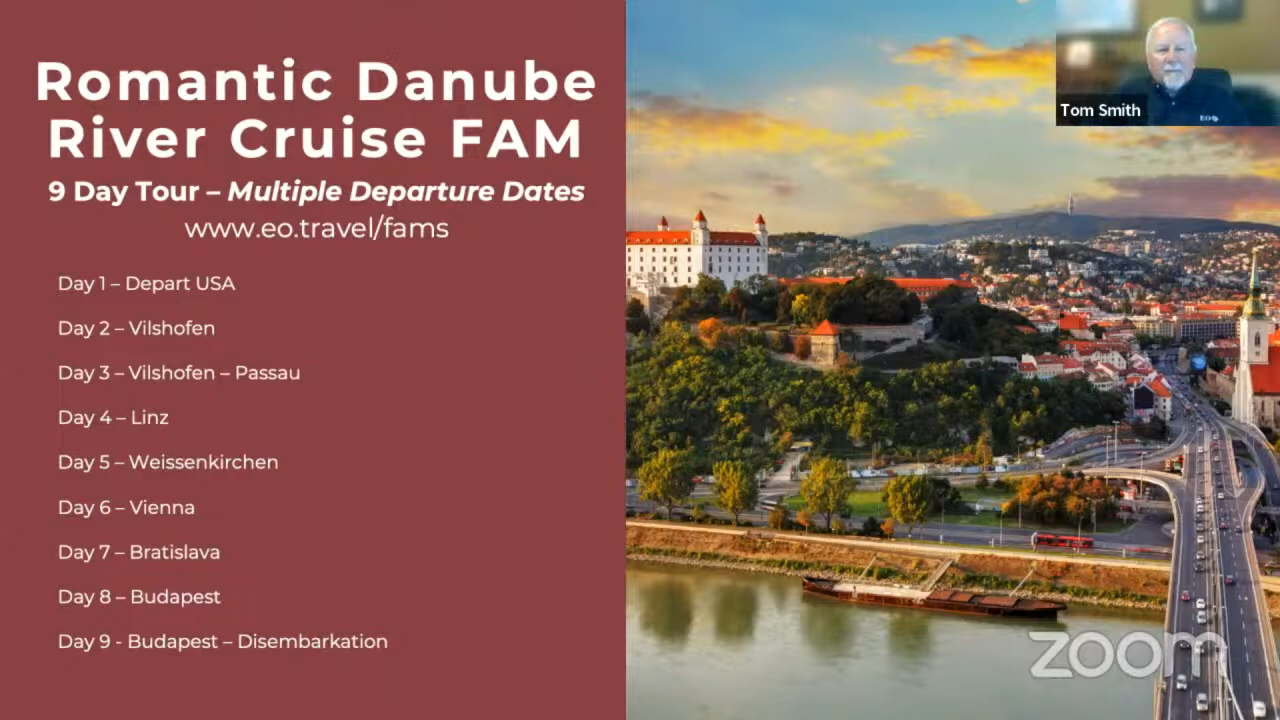 Romantic Danube
River Cruise FAM
9 Day Tour – Multiple Departure Dates
www.eo.travel/fams
Day 1 – Depart USA
Day 2 – Vilshofen
Day 3 – Vilshofen – Passau
Day 4 – Linz
Day 5 – Weissenkirchen
Day 6 – Vienna
Day 7 – Bratislava
Day 8 – Budapest
Day 9 - Budapest – Disembarkation
Tom Smith
EO
zoom